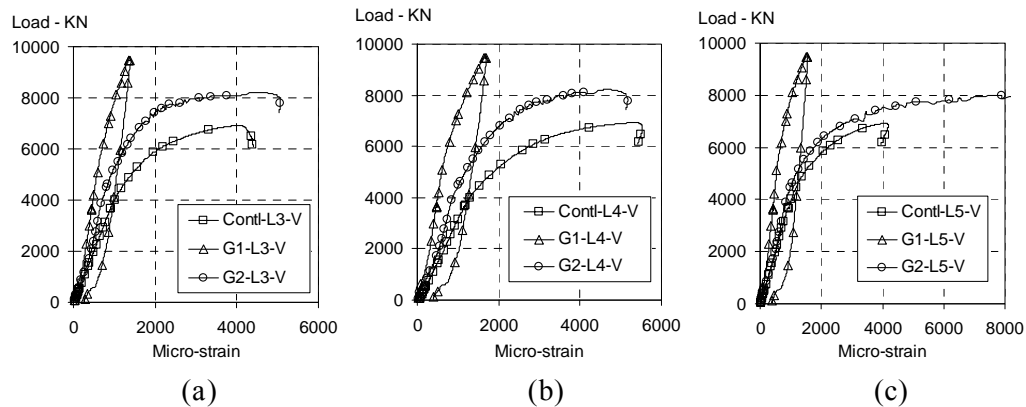 Load - KN
10000
8000
6000
4000
2000
0
0 2000 4000 6000
Micro-strain
Contl-L3-V
G1-L3-V
G2-L3-V
(a)
Load - KN
10000
8000
6000
4000
2000
0
0 2000 4000 6000
Micro-strain
Contl-L4-V
G1-L4-V
G2-L4-V
(b)
Load - KN
10000
8000
6000
4000
2000
0
0 2000 4000 6000 8000
Micro-strain
Contl-L5-V
G1-L5-V
G2-L5-V
(c)